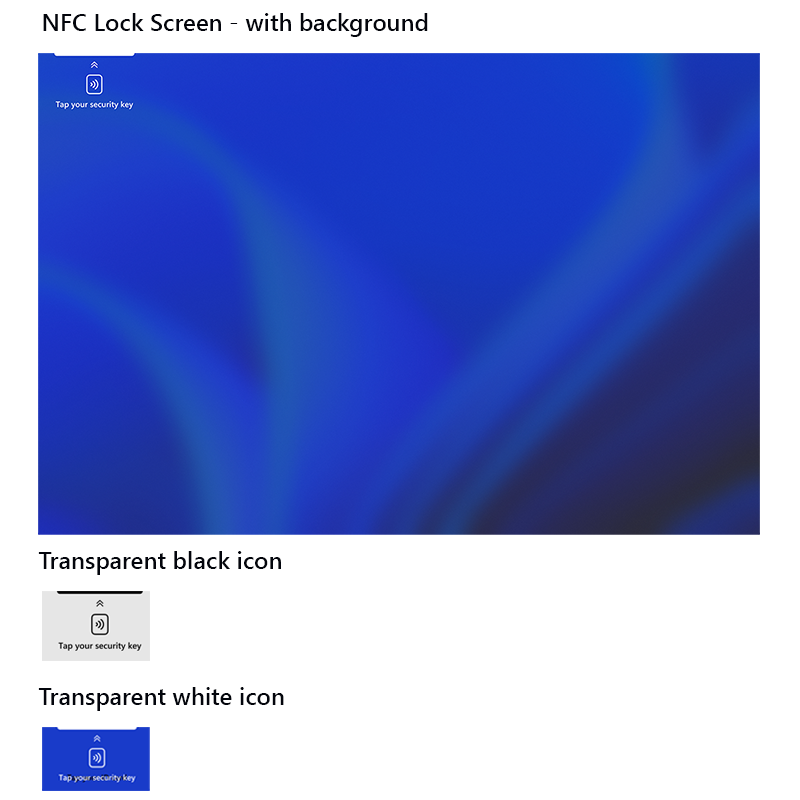 NFC Lock Screen - with background
Tap your security key
Transparent black icon
Tap your security key
Transparent white icon
Tap your security key